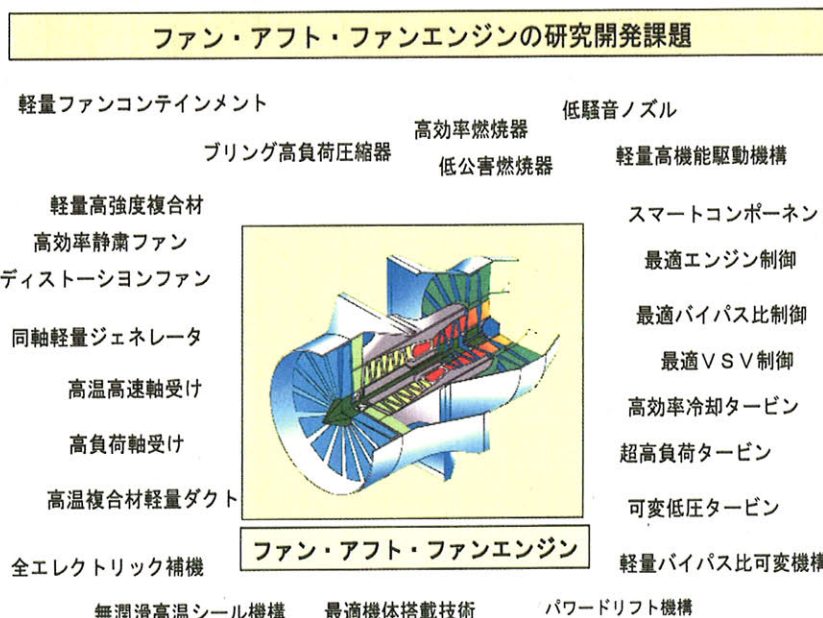 ファン・アフト・ファンエンジンの研究開発課題
軽量ファンコンテインメント
ブリング高負荷圧縮器
高効率燃焼器
低公害燃焼器
低騒音ノズル
軽量高機能駆動機構
軽量高強度複合材
高効率静粛ファン
ディストーションファン
同軸軽量ジェネレータ
高温高速軸受け
高負荷軸受け
高温複合材軽量ダクト
全エレクトリック補機
スマートコンポーネン
最適エンジン制御
最適バイパス比制御
最適VSV制御
高効率冷却タービン
超高負荷タービン
可変低圧タービン
軽量バイパス比可変機構
ファン・アフト・ファンエンジン
無潤滑高温シール機構
最適機体搭載技術
パワードリフト機構